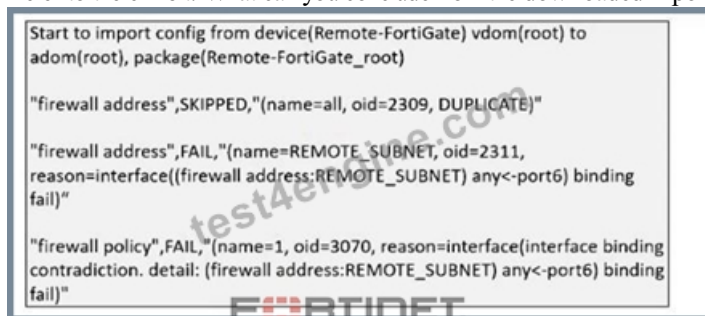 Start to import config from device(Remote-FortiGate) vdom(root) to
adom(root), package(Remote-FortiGate_root)
"firewall address",SKIPPED,"(name=all, oid=2309, DUPLICATE)"
"firewall address",FAIL,"(name=REMOTE_SUBNET, oid=2311,
reason=interface((firewall address:REMOTE_SUBNET) any<-port6) binding
fail)"
"firewall policy",FAIL,"(name=1, oid=3070, reason=interface(interface binding
contradiction. detail: (firewall address:REMOTE_SUBNET) any<-port6) binding
fail)"
test4engine.com